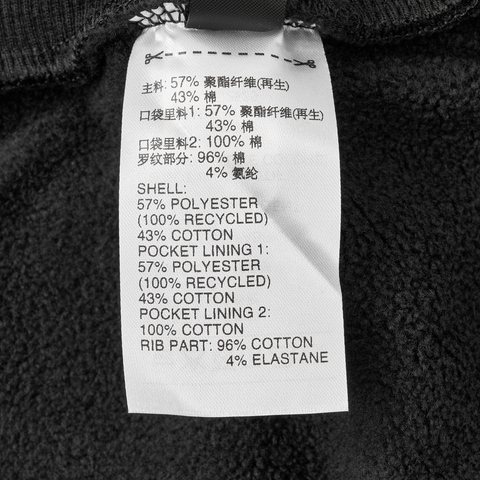 主料: 57% 聚酯纤维(再生)
43% 棉
口袋里料1: 57% 聚酯纤维(再生)
43% 棉
口袋里料2: 100% 棉
罗纹部分: 96% 棉
4% 氨纶
SHELL:
57% POLYESTER
(100% RECYCLED)
43% COTTON
POCKET LINING 1:
57% POLYESTER
(100% RECYCLED)
43% COTTON
POCKET LINING 2:
100% COTTON
RIB PART: 96% COTTON
4% ELASTANE